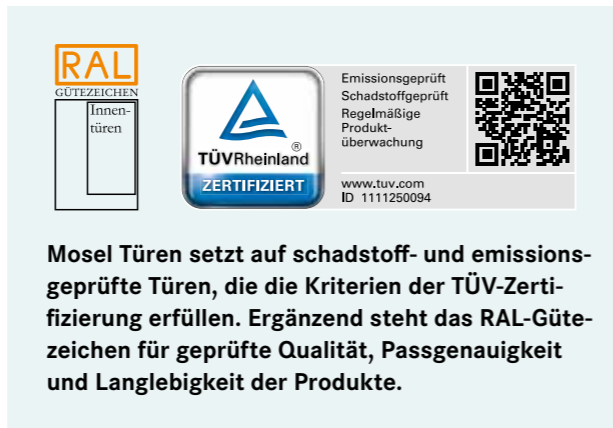 RAL
GÜTEZEICHEN
Innen-
türen
TÜVRheinland
®
ZERTIFIZIERT
Emissionsgeprüft
Schadstoffgeprüft
Regelmäßige
Produkt-
überwachung
www.tuv.com
ID 1111250094
Mosel Türen setzt auf schadstoff- und emissions-
geprüfte Türen, die die Kriterien der TÜV-Zerti-
fizierung erfüllen. Ergänzend steht das RAL-Güte-
zeichen für geprüfte Qualität, Passgenauigkeit
und Langlebigkeit der Produkte.